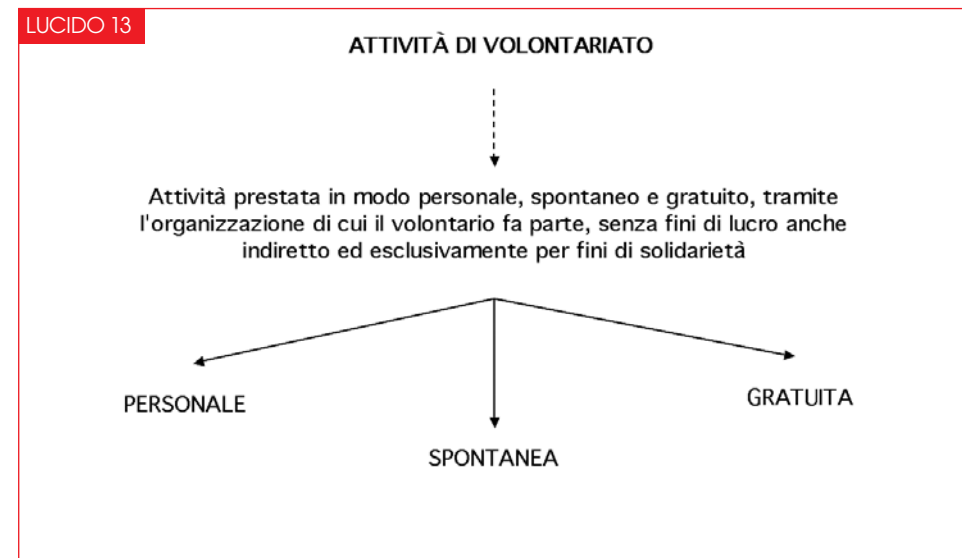 LUCIDO 13
ATTIVITÀ DI VOLONTARIATO
Attività prestata in modo personale, spontaneo e gratuito, tramite
l'organizzazione di cui il volontario fa parte, senza fini di lucro anche
indiretto ed esclusivamente per fini di solidarietà
PERSONALE
SPONTANEA
GRATUITA